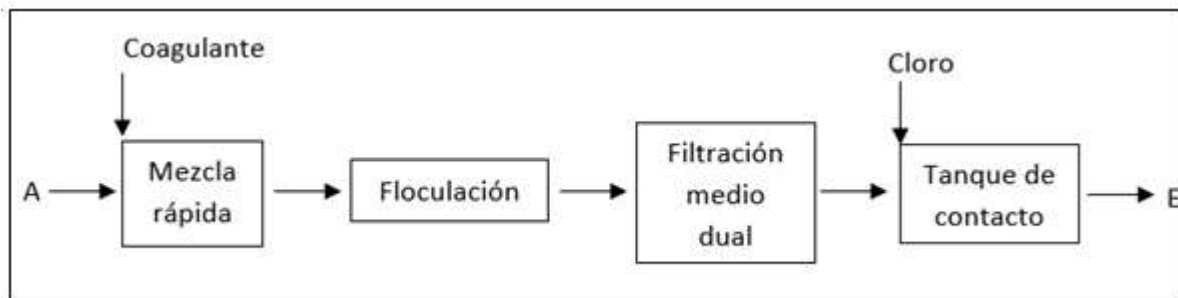 Coagulante
Cloro
A
Mezcla
rápida
Floculación
Filtración
medio
dual
Tanque de
contacto
E